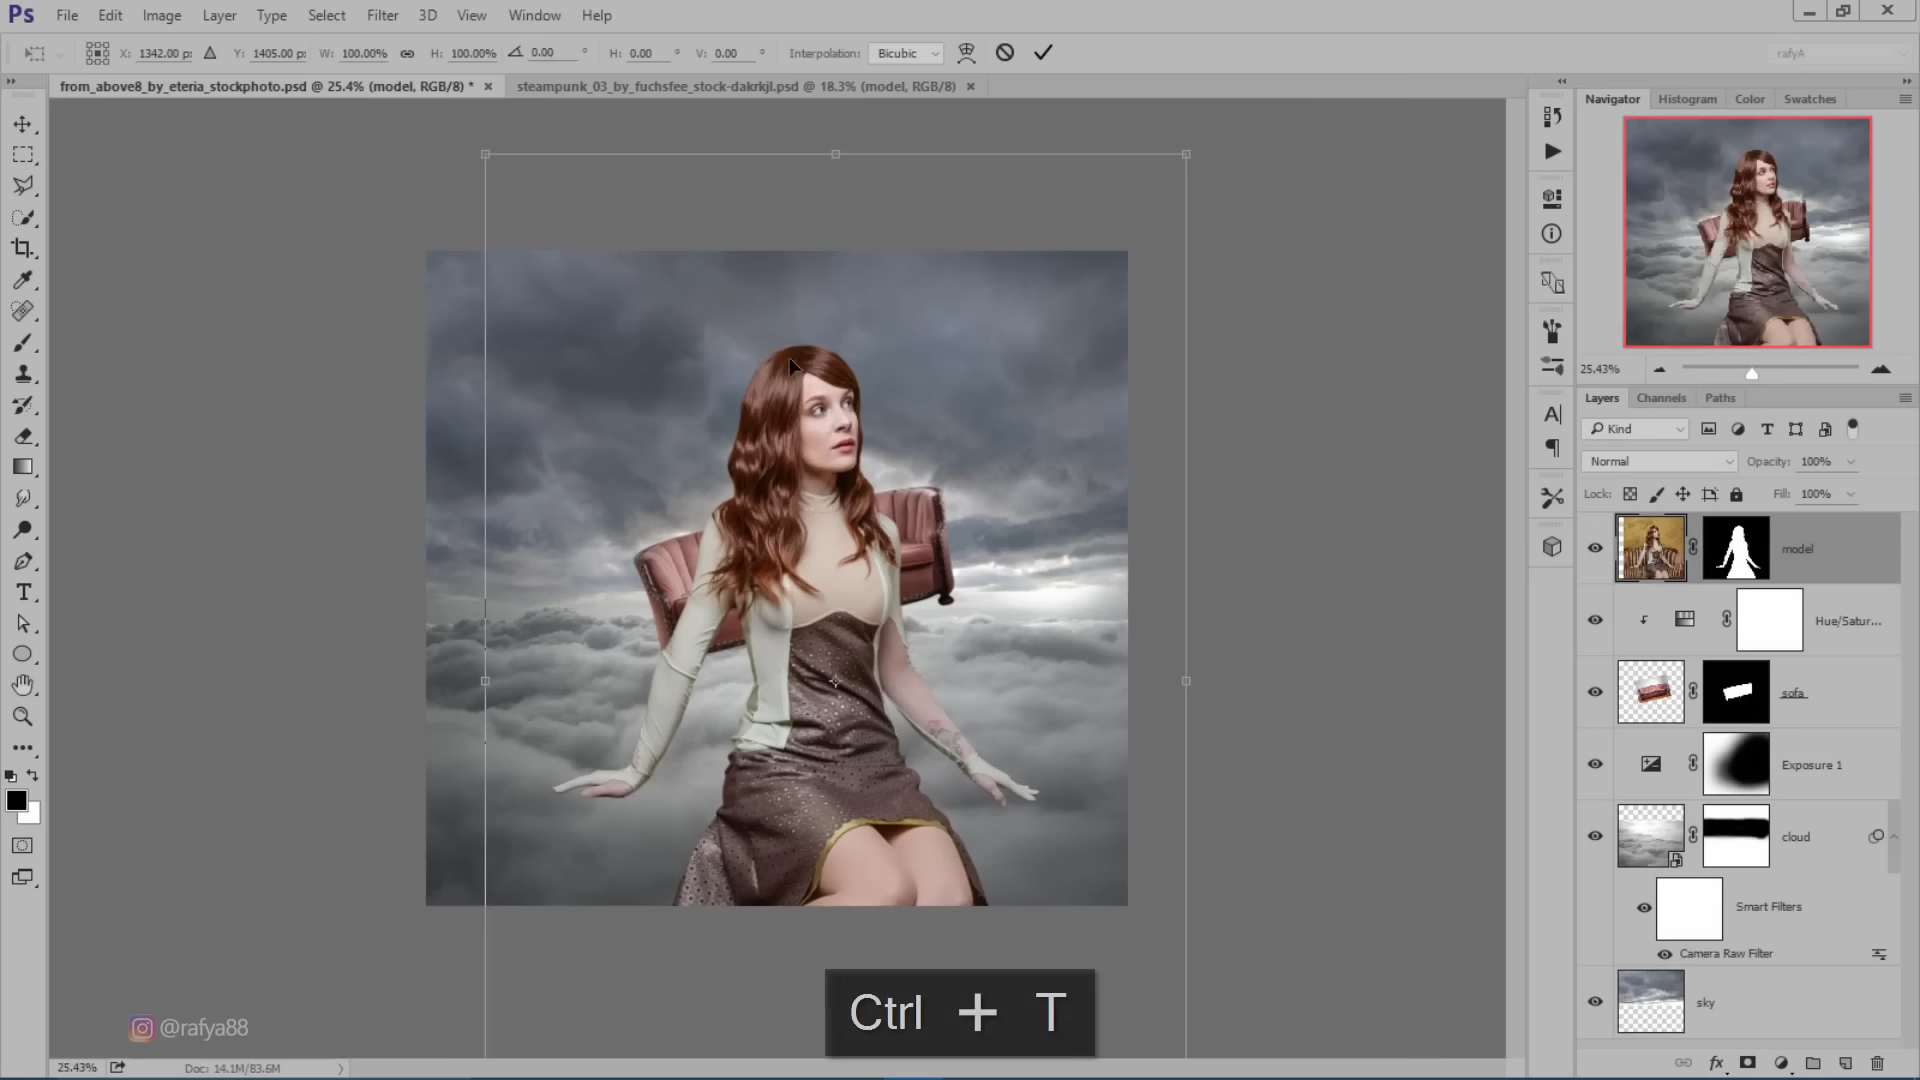 Ps File Edit Image Layer Type Select Filter 3D View Window Help
X: 1342.00 p: Y: 1405.00 p: W: 100.00% H: 100.00% 0.00 ° H: 0.00 ° V: 0.00 ° Interpolation: Bicubic rafyA
from_above8_by_eteria_stockphoto.psd @ 25.4% (model, RGB/8) * × steampunk_03_by_fuchsfee_stock-dakrkjl.psd @ 18.3% (model, RGB/8) ×
Navigator Histogram Color Swatches
25.43%
Layers Channels Paths
Kind
Normal Opacity: 100%
Lock: Fill: 100%
model
Hue/Satur...
sofa
Exposure 1
cloud
Smart Filters
Camera Raw Filter
sky
fx
Ctrl + T
@rafya88
25.43% Doc: 14.1M/83.6M